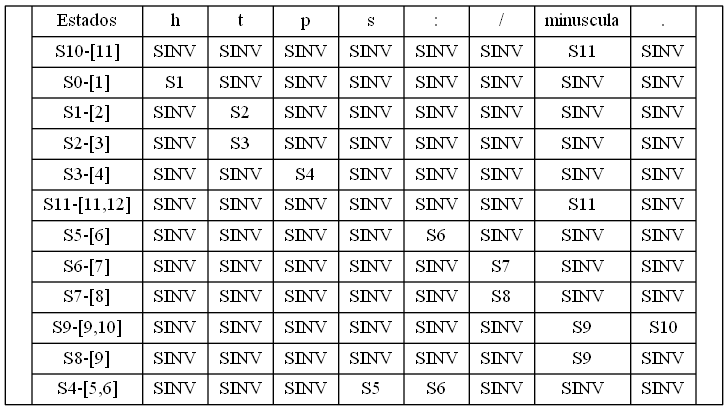 Estados h t p s : / minuscula .
S10-[11] SINV SINV SINV SINV SINV SINV S11 SINV
S0-[1] S1 SINV SINV SINV SINV SINV SINV SINV
S1-[2] SINV S2 SINV SINV SINV SINV SINV SINV
S2-[3] SINV S3 SINV SINV SINV SINV SINV SINV
S3-[4] SINV SINV S4 SINV SINV SINV SINV SINV
S11-[11,12] SINV SINV SINV SINV SINV SINV S11 SINV
S5-[6] SINV SINV SINV SINV S6 SINV SINV SINV
S6-[7] SINV SINV SINV SINV SINV S7 SINV SINV
S7-[8] SINV SINV SINV SINV SINV S8 SINV SINV
S9-[9,10] SINV SINV SINV SINV SINV SINV S9 S10
S8-[9] SINV SINV SINV SINV SINV SINV S9 SINV
S4-[5,6] SINV SINV SINV S5 S6 SINV SINV SINV